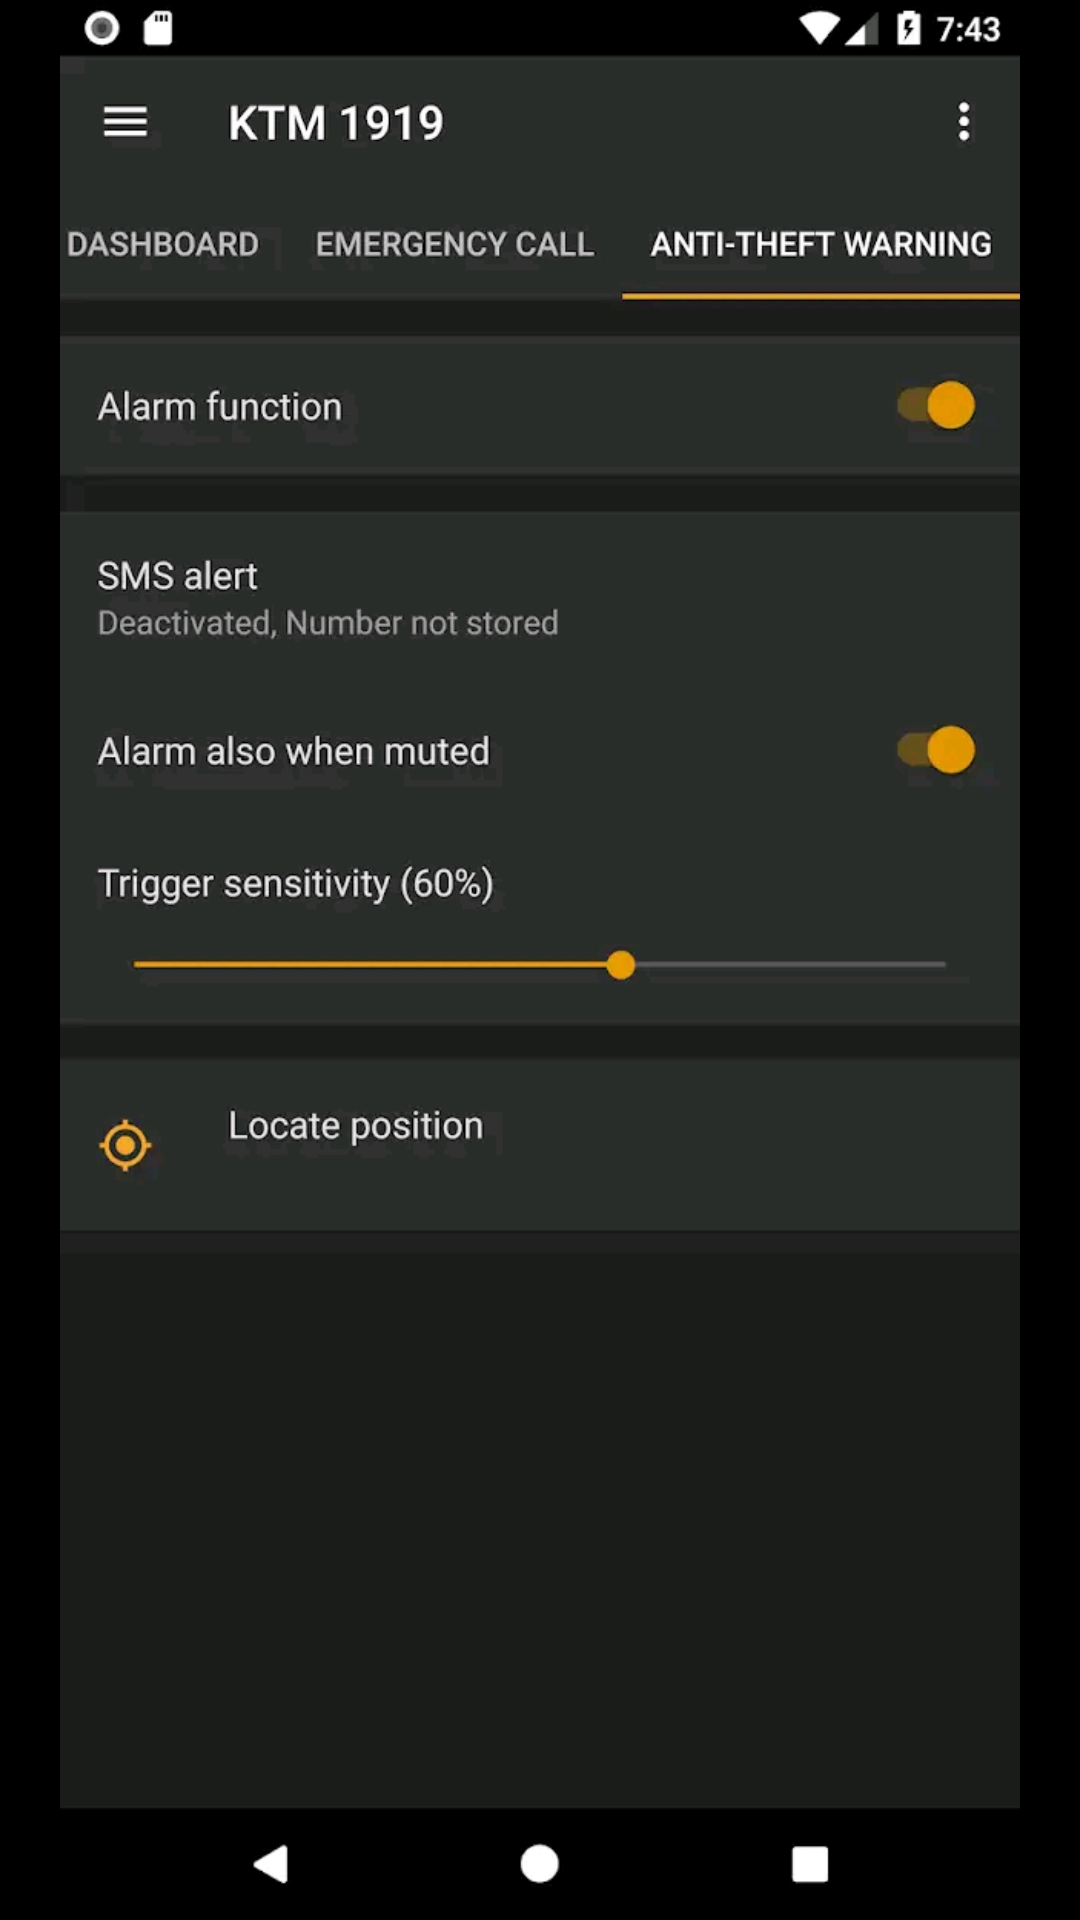 7:43
KTM 1919
DASHBOARD EMERGENCY CALL ANTI-THEFT WARNING
Alarm function
SMS alert
Deactivated, Number not stored
Alarm also when muted
Trigger sensitivity (60%)
Locate position